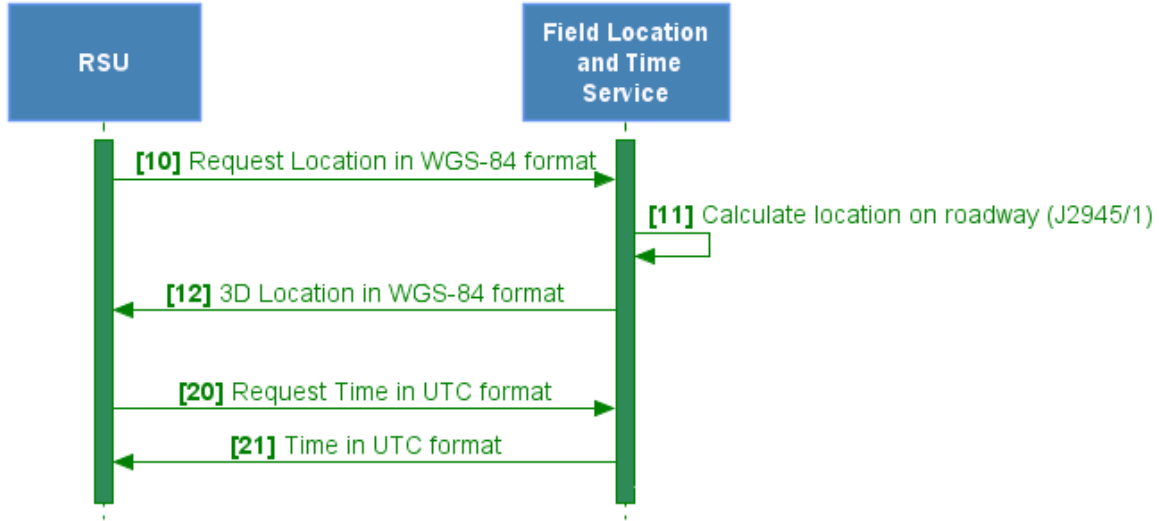 RSU
Field Location
and Time
Service
[10] Request Location in WGS-84 format
[11] Calculate location on roadway (J2945/1)
[12] 3D Location in WGS-84 format
[20] Request Time in UTC format
[21] Time in UTC format